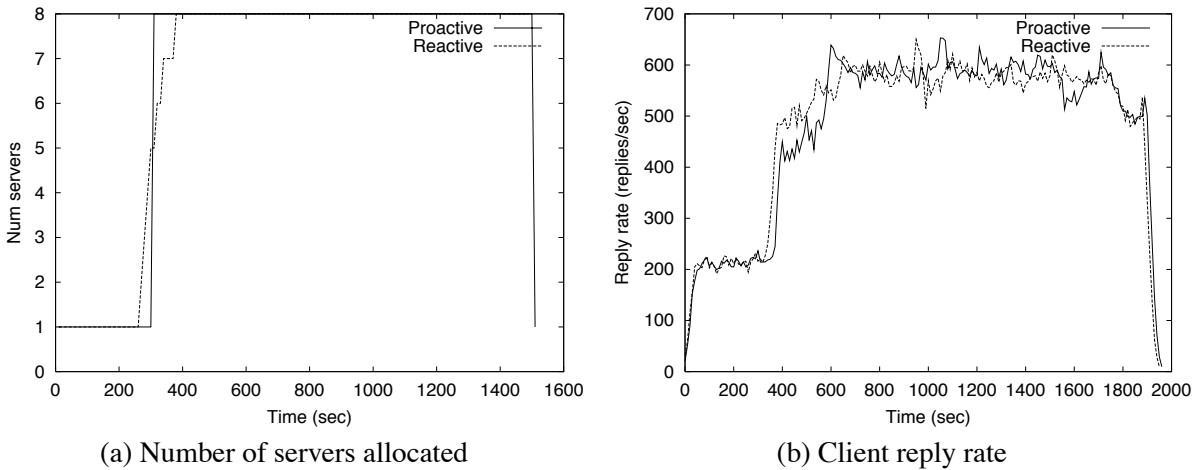 8
7
6
5
4
3
2
1
0
Num servers
Proactive
Reactive
0 200 400 600 800 1000 1200 1400 1600
Time (sec)
(a) Number of servers allocated
700
600
500
400
300
200
100
0
Reply rate (replies/sec)
Proactive
Reactive
0 200 400 600 800 1000 1200 1400 1600 1800 2000
Time (sec)
(b) Client reply rate